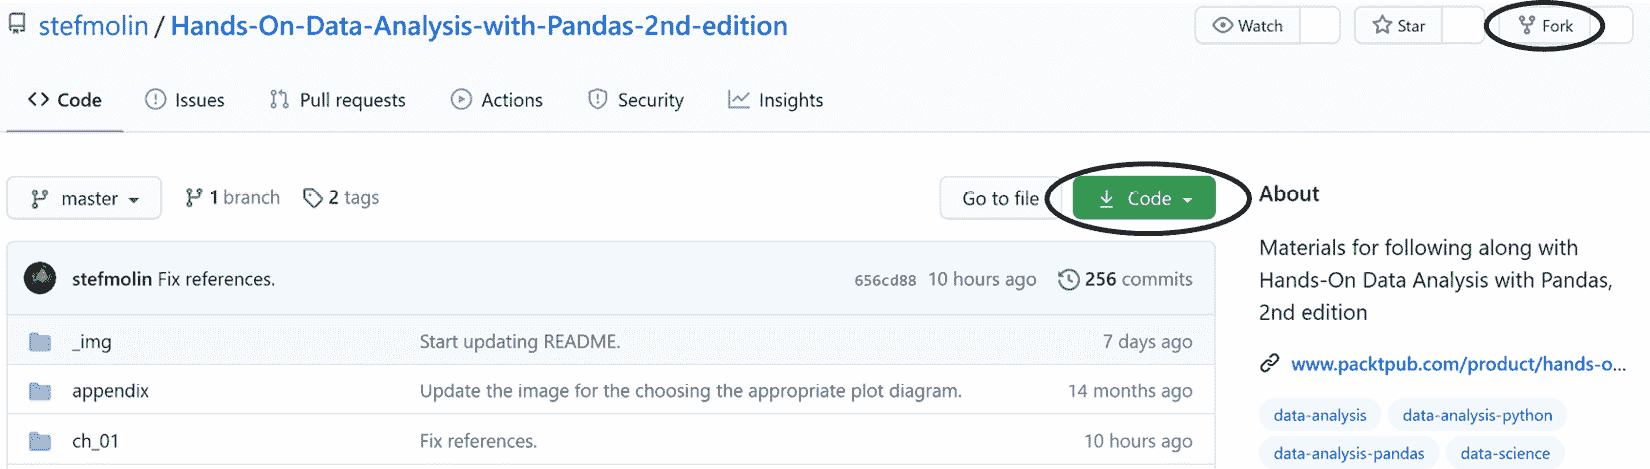 stefmolin / Hands-On-Data-Analysis-with-Pandas-2nd-edition
Watch Star Fork
Code Issues Pull requests Actions Security Insights
master 1 branch 2 tags Go to file Code
stefmolin Fix references. 656cd88 10 hours ago 256 commits
_img Start updating README. 7 days ago
appendix Update the image for the choosing the appropriate plot diagram. 14 months ago
ch_01 Fix references. 10 hours ago
About
Materials for following along with
Hands-On Data Analysis with Pandas,
2nd edition
www.packtpub.com/product/hands-o...
data-analysis data-analysis-python
data-analysis-pandas data-science